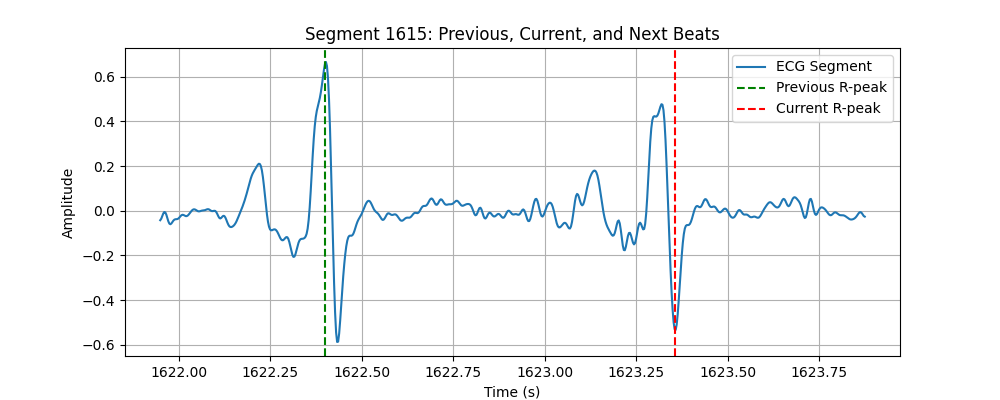 Segment 1615: Previous, Current, and Next Beats
ECG Segment
Previous R-peak
Current R-peak
Amplitude
0.6
0.4
0.2
0.0
−0.2
−0.4
−0.6
1622.00 1622.25 1622.50 1622.75 1623.00 1623.25 1623.50 1623.75
Time (s)